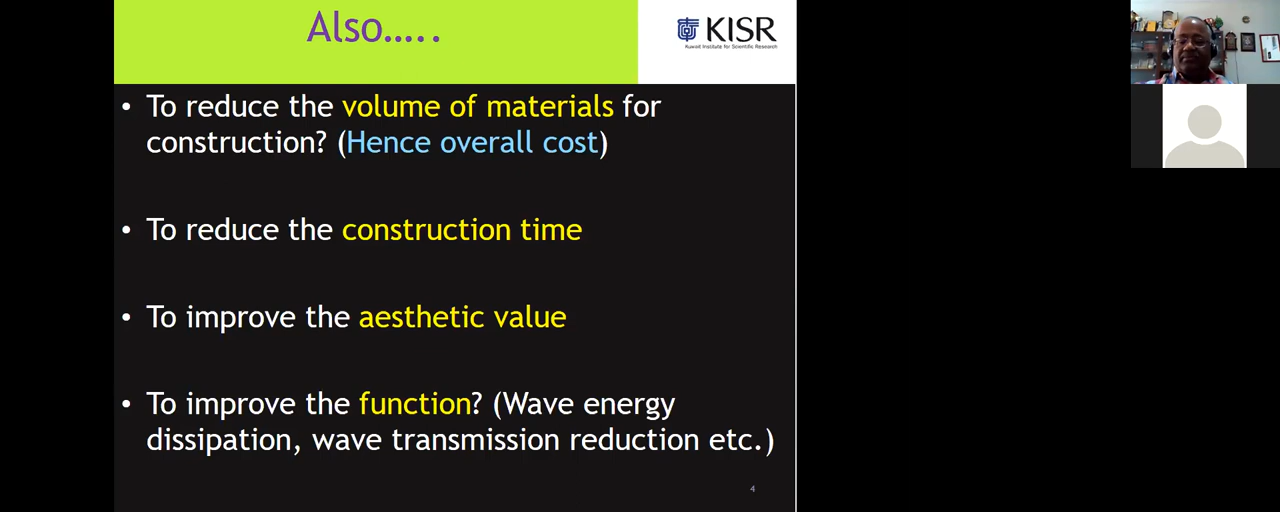 Also.....
KISR
Kuwait Institute for Scientific Research
• To reduce the volume of materials for
construction? (Hence overall cost)
• To reduce the construction time
• To improve the aesthetic value
• To improve the function? (Wave energy
dissipation, wave transmission reduction etc.)
4